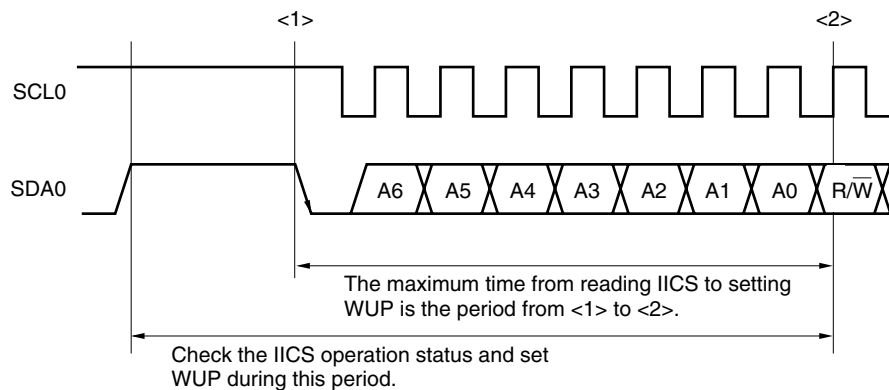 <1> <2>
SCL0
SDA0 A6 A5 A4 A3 A2 A1 A0 R/W̅
The maximum time from reading IICS to setting
WUP is the period from <1> to <2>.
Check the IICS operation status and set
WUP during this period.